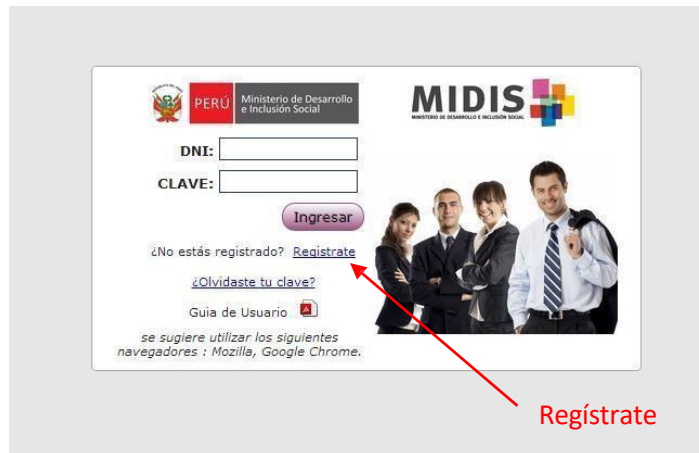 PERÚ
Ministerio de Desarrollo
e Inclusión Social
MIDIS
MINISTERIO DE DESARROLLO E INCLUSIÓN SOCIAL
DNI:
CLAVE:
Ingresar
¿No estás registrado? Registrate
¿Olvidaste tu clave?
Guia de Usuario
se sugiere utilizar los siguientes
navegadores : Mozilla, Google Chrome.
Regístrate